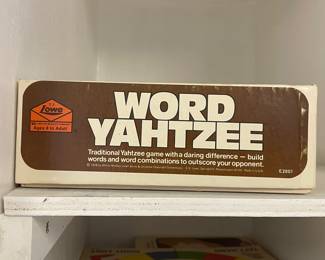 Lowe
Ages 8 to Adult
WORD
YAHTZEE
Traditional Yahtzee game with a daring difference — build
words and word combinations to outscore your opponent.
E2801